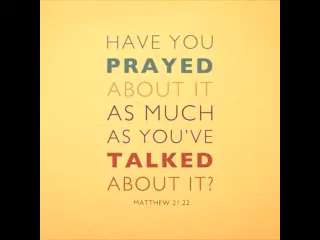 HAVE YOU
PRAYED
ABOUT IT
AS MUCH
AS YOU'VE
TALKED
ABOUT IT?
MATTHEW 21:22